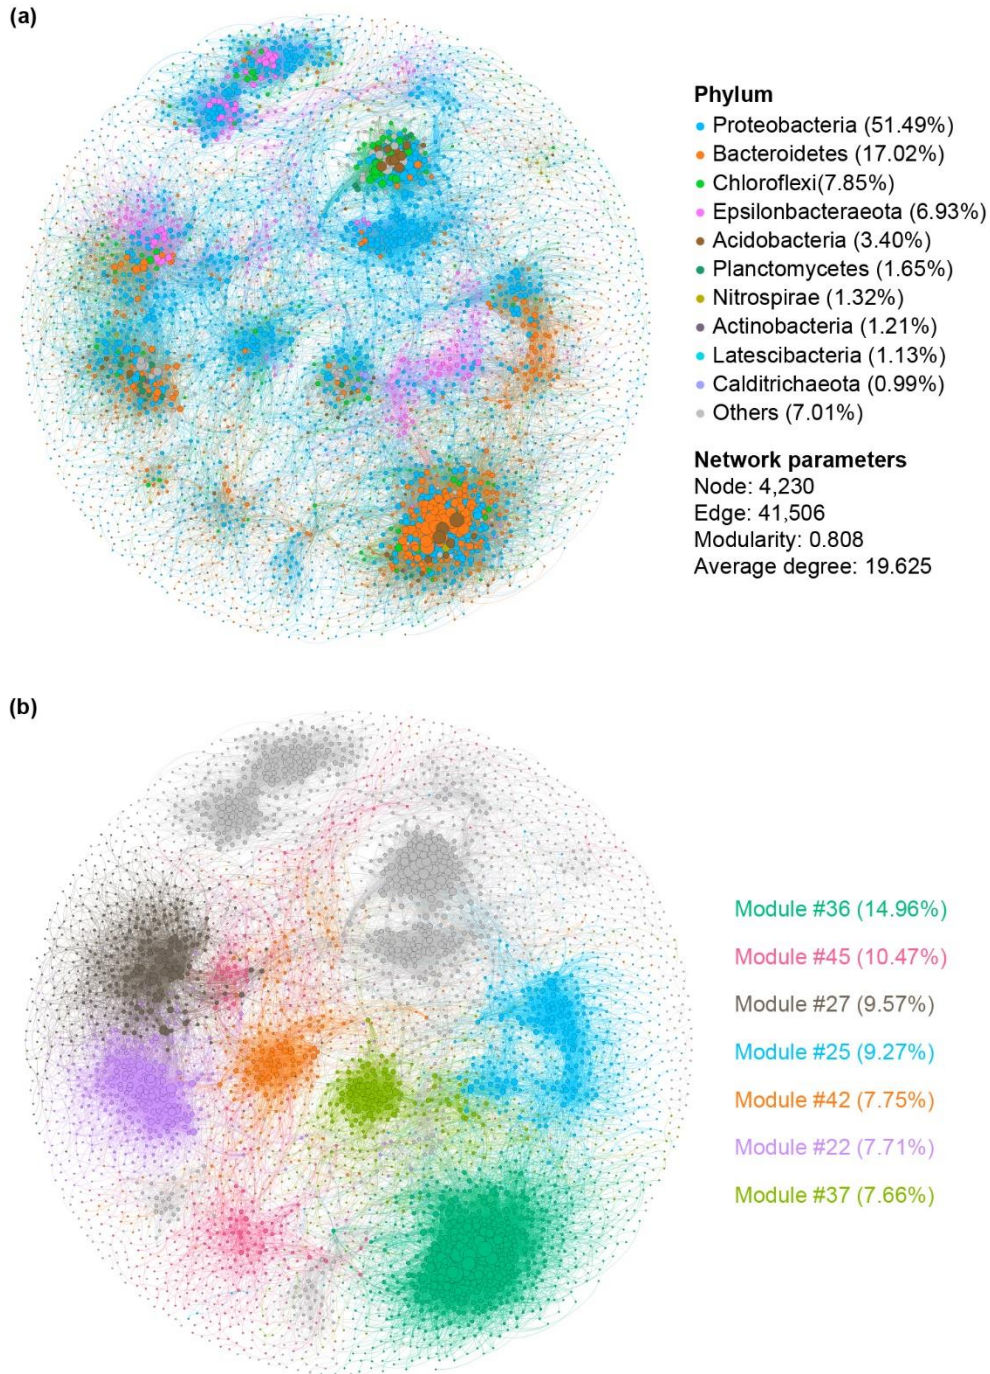 (a)
Phylum
Proteobacteria (51.49%)
Bacteroidetes (17.02%)
Chloroflexi(7.85%)
Epsilonbacteraeota (6.93%)
Acidobacteria (3.40%)
Planctomycetes (1.65%)
Nitrospirae (1.32%)
Actinobacteria (1.21%)
Latescibacteria (1.13%)
Calditrichaeota (0.99%)
Others (7.01%)
Network parameters
Node: 4,230
Edge: 41,506
Modularity: 0.808
Average degree: 19.625
(b)
Module #36 (14.96%)
Module #45 (10.47%)
Module #27 (9.57%)
Module #25 (9.27%)
Module #42 (7.75%)
Module #22 (7.71%)
Module #37 (7.66%)